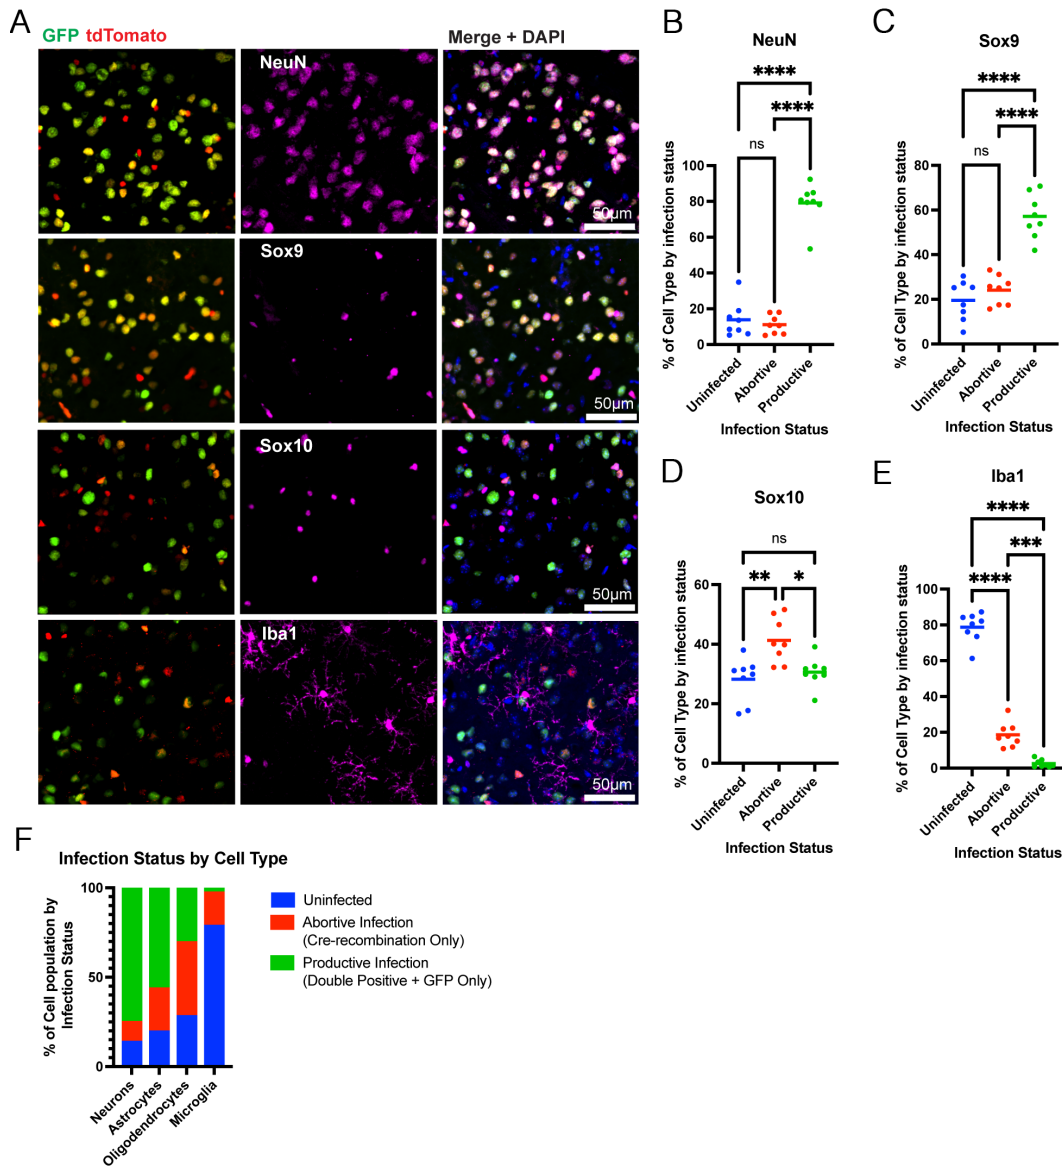 A
GFP tdTomato
Merge + DAPI
NeuN
50µm
Sox9
50µm
Sox10
50µm
Iba1
50µm
B
NeuN
****
****
ns
% of Cell Type by infection status
100
80
60
40
20
0
Uninfected
Abortive
Productive
Infection Status
C
Sox9
****
****
ns
% of Cell Type by infection status
80
60
40
20
0
Uninfected
Abortive
Productive
Infection Status
D
Sox10
ns
**
*
% of Cell Type by infection status
60
40
20
0
Uninfected
Abortive
Productive
Infection Status
E
Iba1
****
***
****
% of Cell Type by infection status
100
80
60
40
20
0
Uninfected
Abortive
Productive
Infection Status
F
Infection Status by Cell Type
% of Cell population by
Infection Status
100
50
0
Neurons
Astrocytes
Oligodendrocytes
Microglia
Uninfected
Abortive Infection
(Cre-recombination Only)
Productive Infection
(Double Positive + GFP Only)